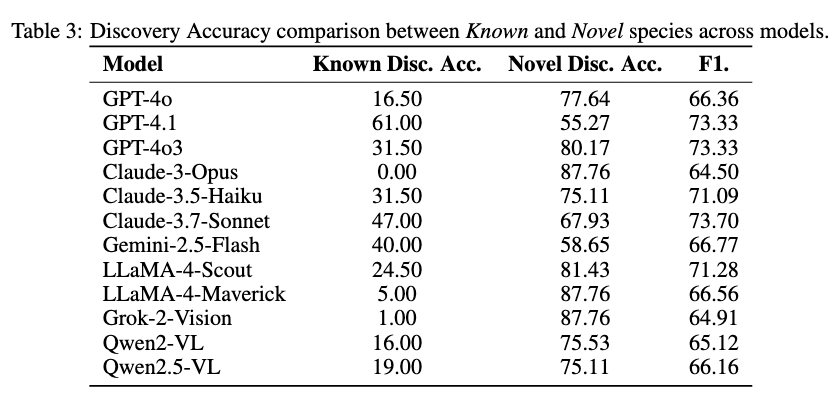 Table 3: Discovery Accuracy comparison between Known and Novel species across models.
Model Known Disc. Acc. Novel Disc. Acc. F1.
GPT-4o 16.50 77.64 66.36
GPT-4.1 61.00 55.27 73.33
GPT-4o3 31.50 80.17 73.33
Claude-3-Opus 0.00 87.76 64.50
Claude-3.5-Haiku 31.50 75.11 71.09
Claude-3.7-Sonnet 47.00 67.93 73.70
Gemini-2.5-Flash 40.00 58.65 66.77
LLaMA-4-Scout 24.50 81.43 71.28
LLaMA-4-Maverick 5.00 87.76 66.56
Grok-2-Vision 1.00 87.76 64.91
Qwen2-VL 16.00 75.53 65.12
Qwen2.5-VL 19.00 75.11 66.16